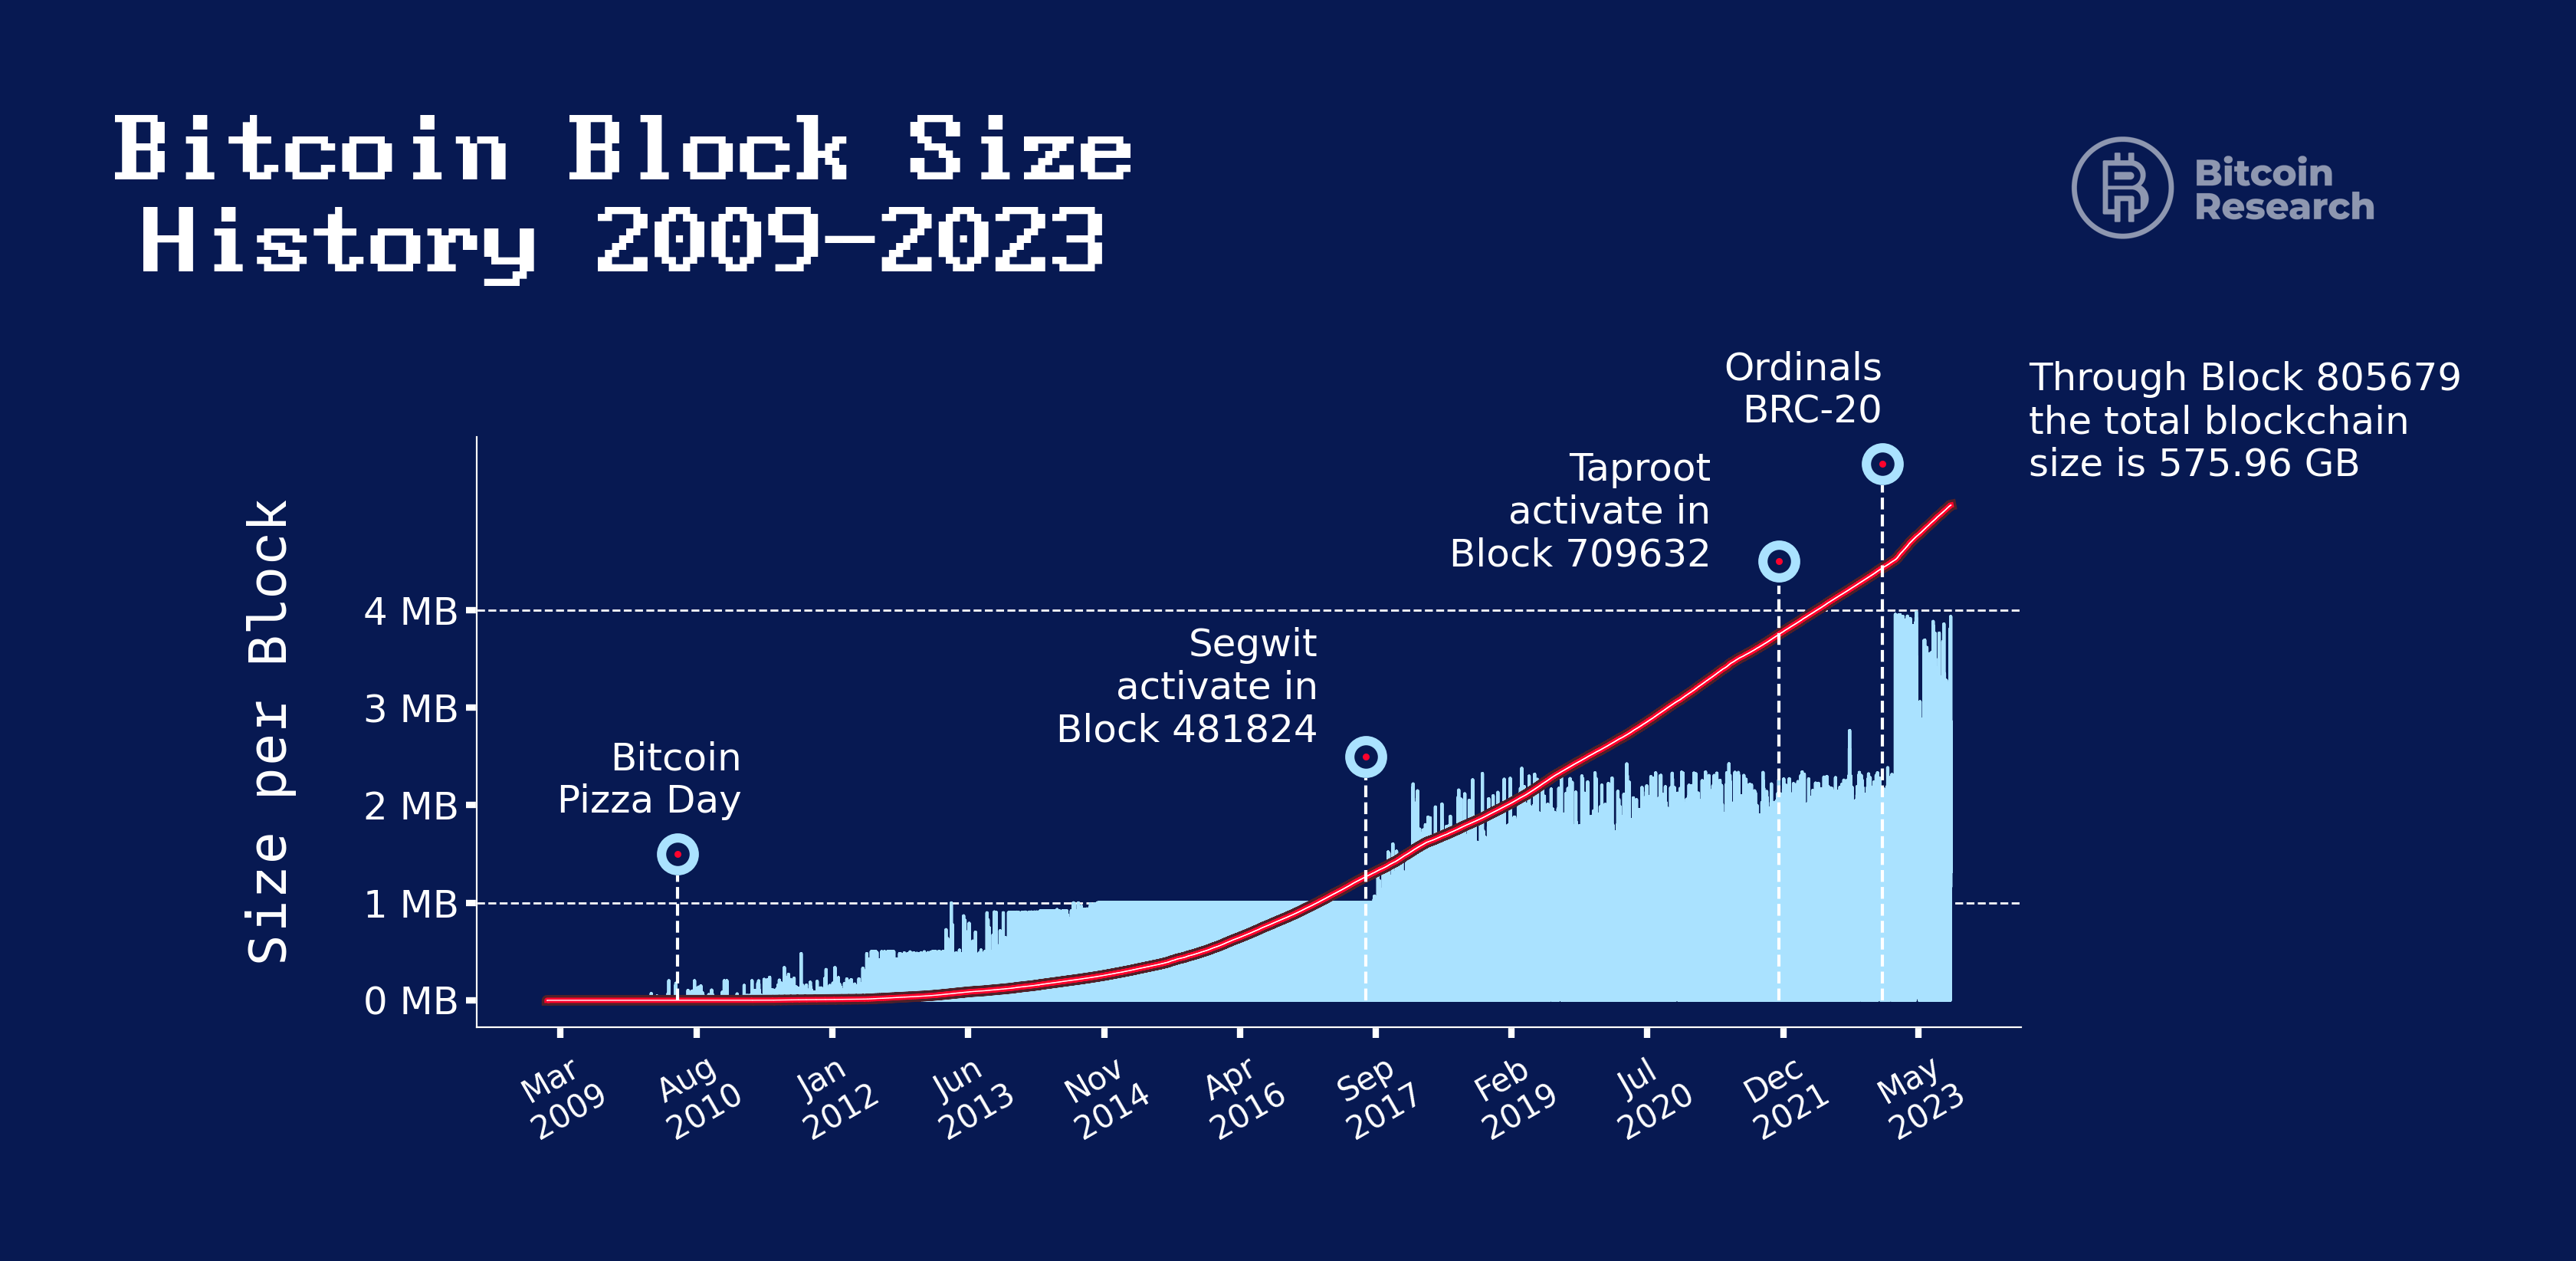 Bitcoin Block Size
History 2009–2023
Bitcoin
Research
Ordinals
BRC-20
Through Block 805679
the total blockchain
size is 575.96 GB
Taproot
activate in
Block 709632
Segwit
activate in
Block 481824
Bitcoin
Pizza Day
Size per Block
4 MB
3 MB
2 MB
1 MB
0 MB
Mar
2009
Aug
2010
Jan
2012
Jun
2013
Nov
2014
Apr
2016
Sep
2017
Feb
2019
Jul
2020
Dec
2021
May
2023